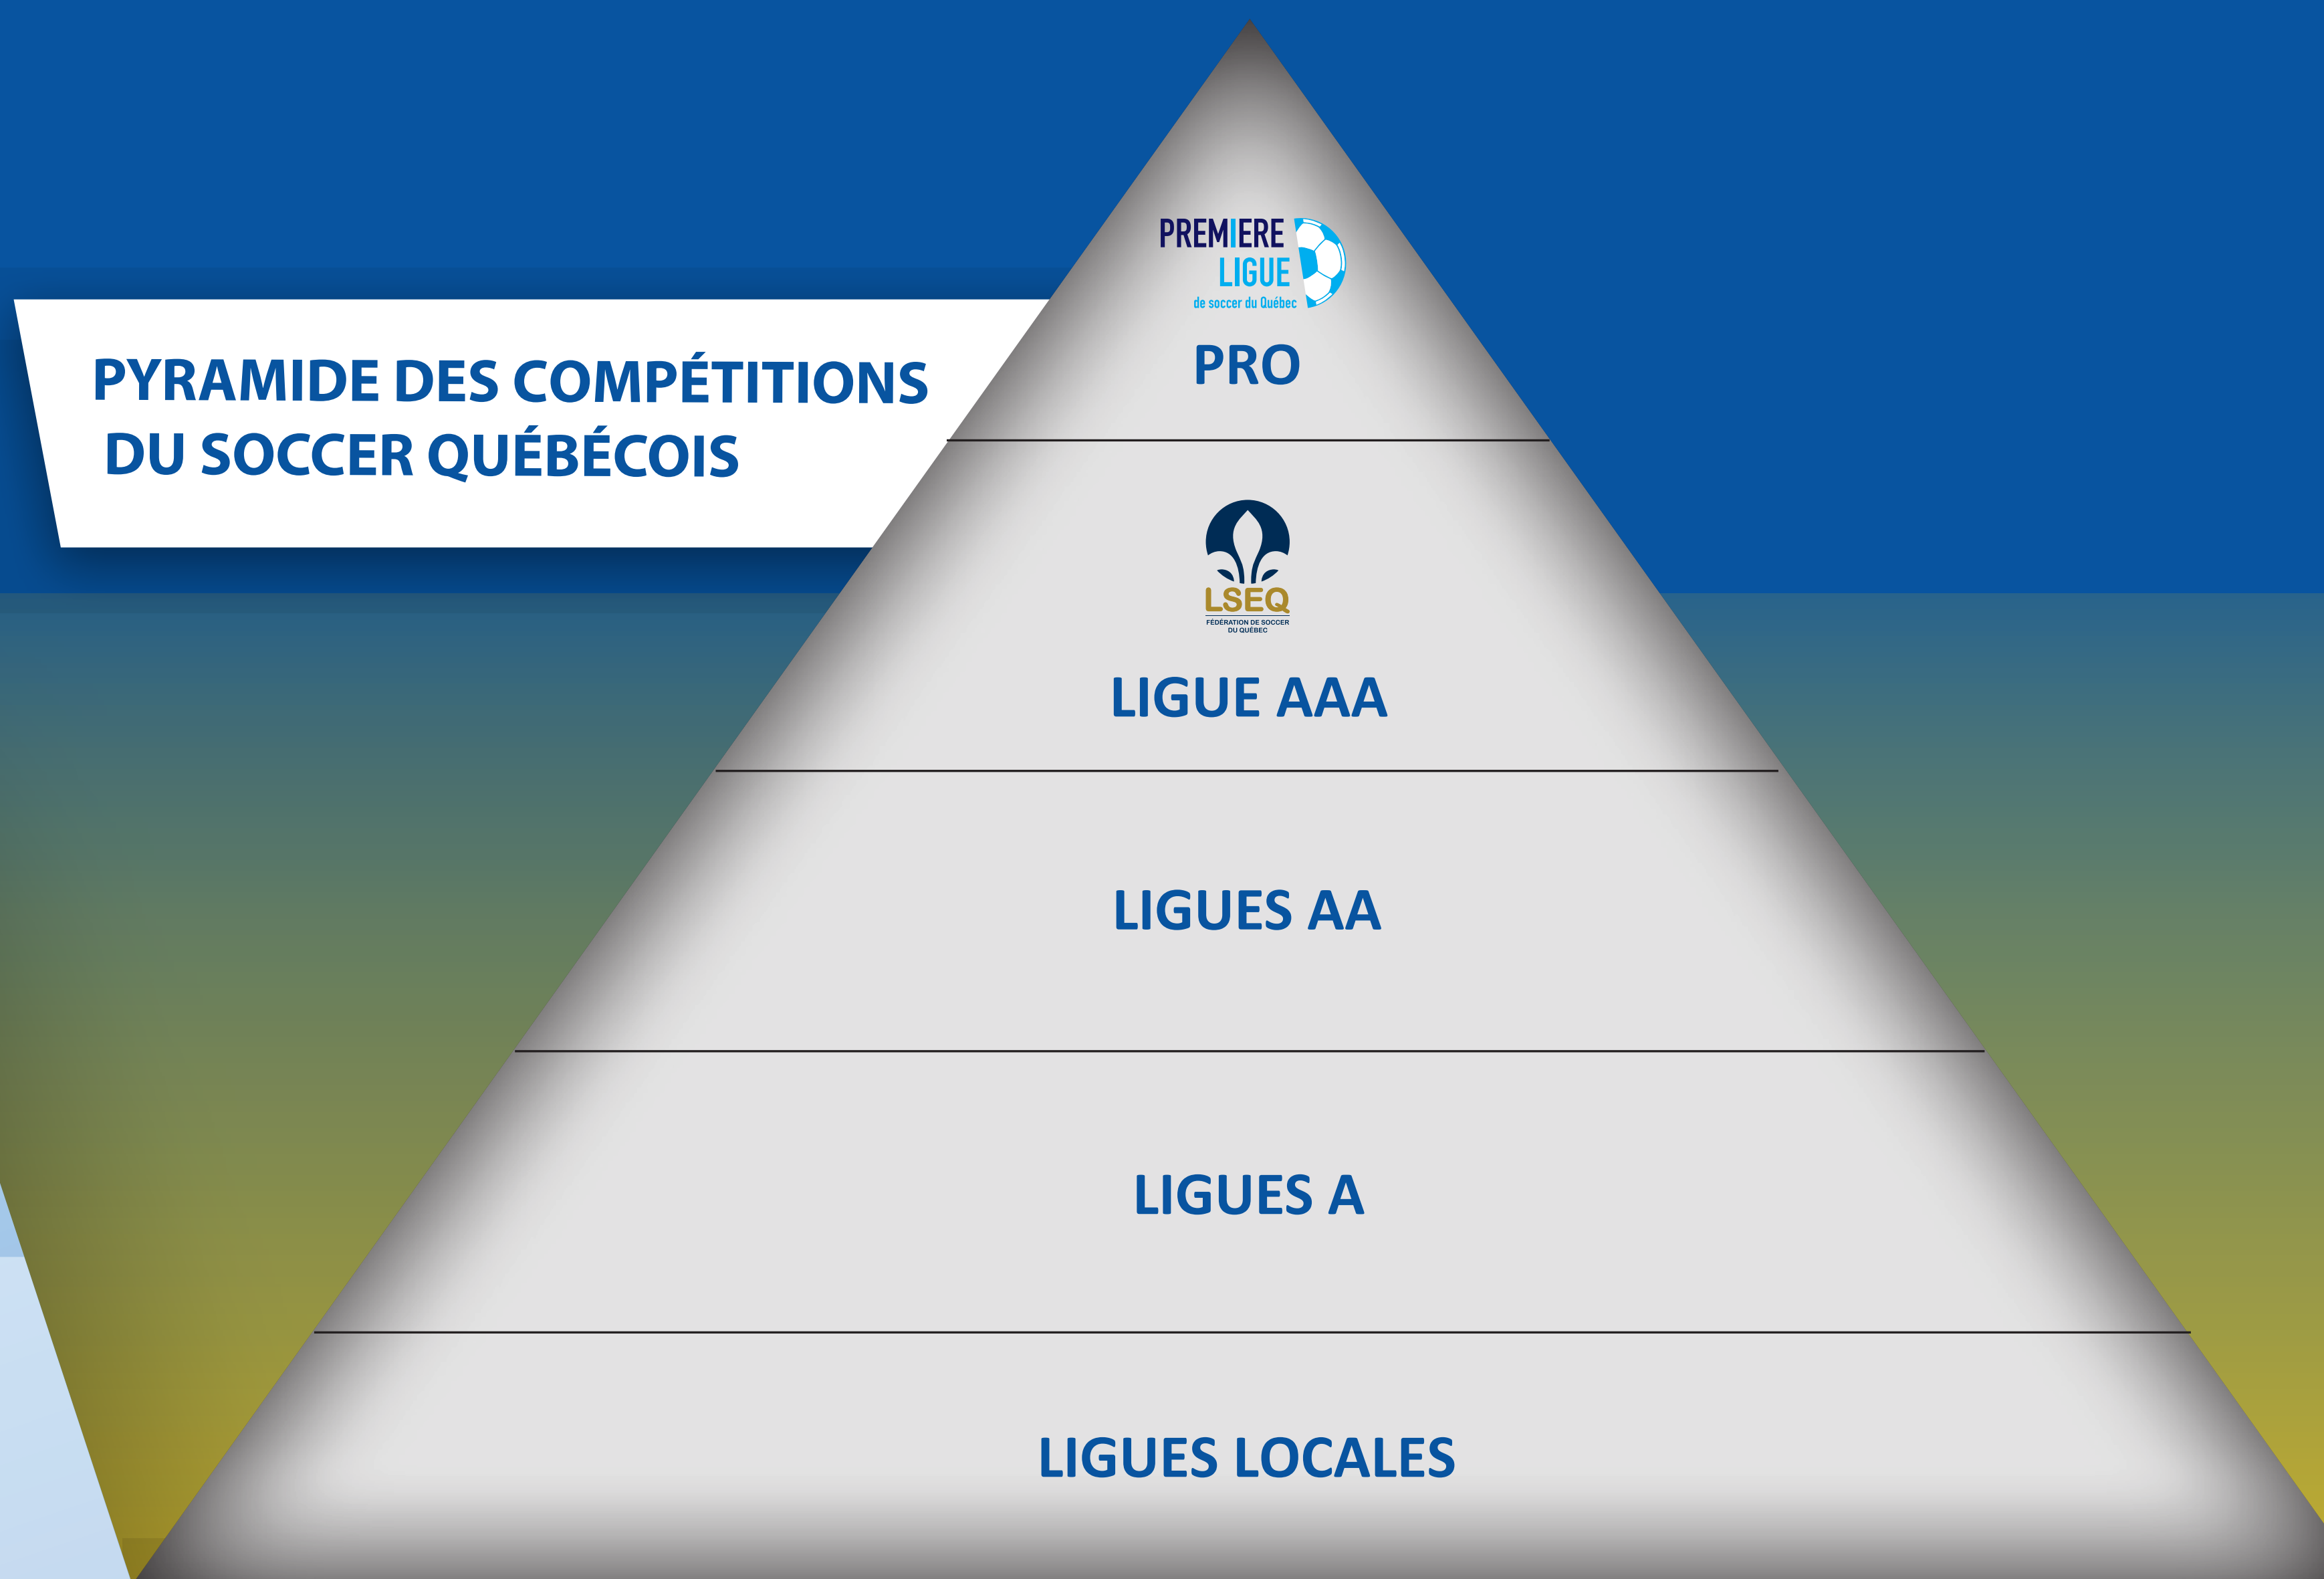 PREMIERE
LIGUE
de soccer du Québec
PRO
PYRAMIDE DES COMPÉTITIONS
DU SOCCER QUÉBÉCOIS
LSEQ
FÉDÉRATION DE SOCCER
DU QUÉBEC
LIGUE AAA
LIGUES AA
LIGUES A
LIGUES LOCALES